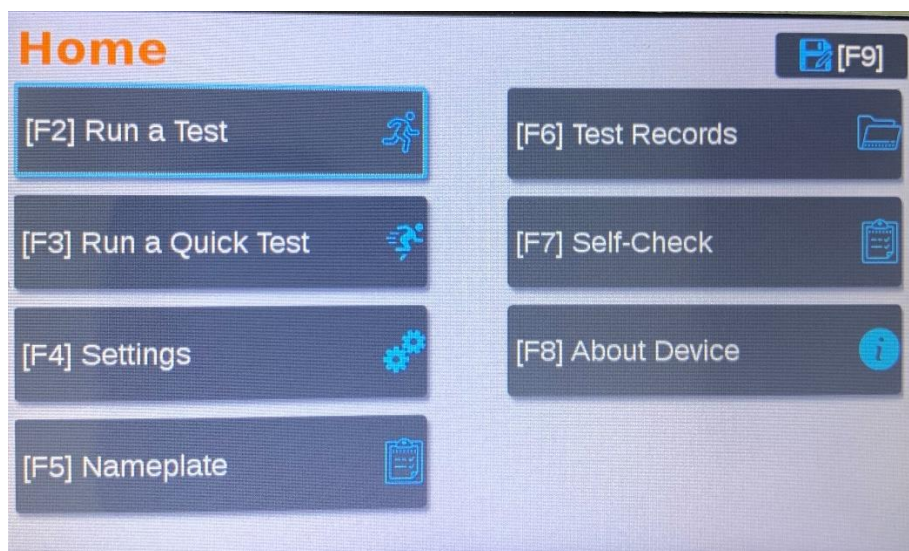 Home
[F9]
[F2] Run a Test
[F3] Run a Quick Test
[F4] Settings
[F5] Nameplate
[F6] Test Records
[F7] Self-Check
[F8] About Device